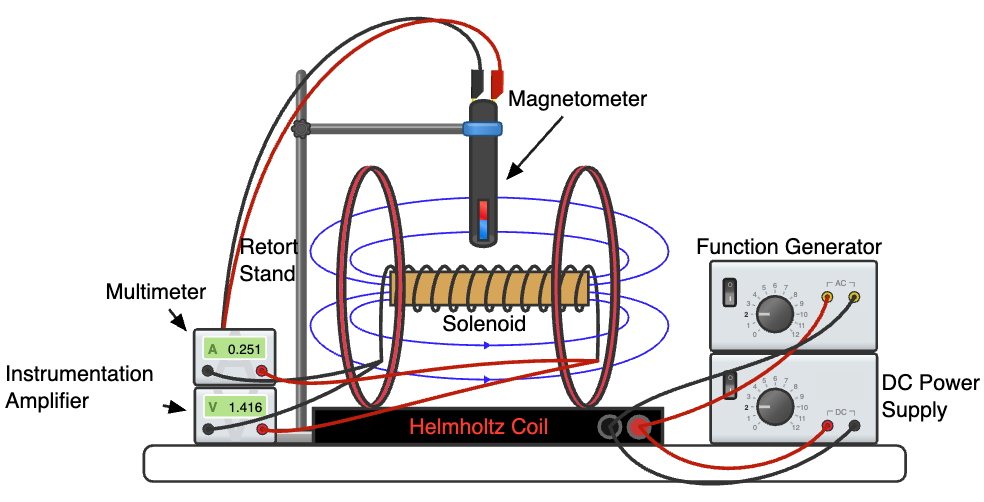 Magnetometer
Retort
Stand
Function Generator
AC
0 1 2 3 4 5 6 7 8 9 10 11 12
Multimeter
A 0.251
Solenoid
Instrumentation
Amplifier
V 1.416
DC Power
Supply
DC
0 1 2 3 4 5 6 7 8 9 10 11 12
Helmholtz Coil